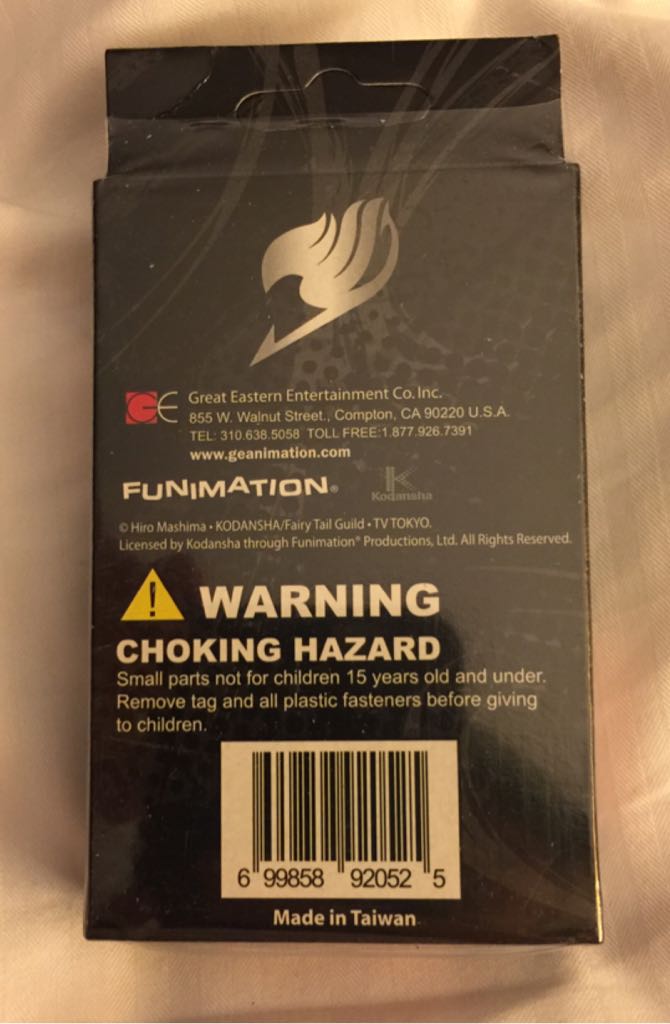 GE Great Eastern Entertainment Co. Inc.
855 W. Walnut Street., Compton, CA 90220 U.S.A.
TEL: 310.638.5058 TOLL FREE:1.877.926.7391
www.geanimation.com
FUNIMATION®
K
Kodansha
© Hiro Mashima • KODANSHA/Fairy Tail Guild • TV TOKYO.
Licensed by Kodansha through Funimation® Productions, Ltd. All Rights Reserved.
! WARNING
CHOKING HAZARD
Small parts not for children 15 years old and under.
Remove tag and all plastic fasteners before giving
to children.
6 99858 92052 5
Made in Taiwan